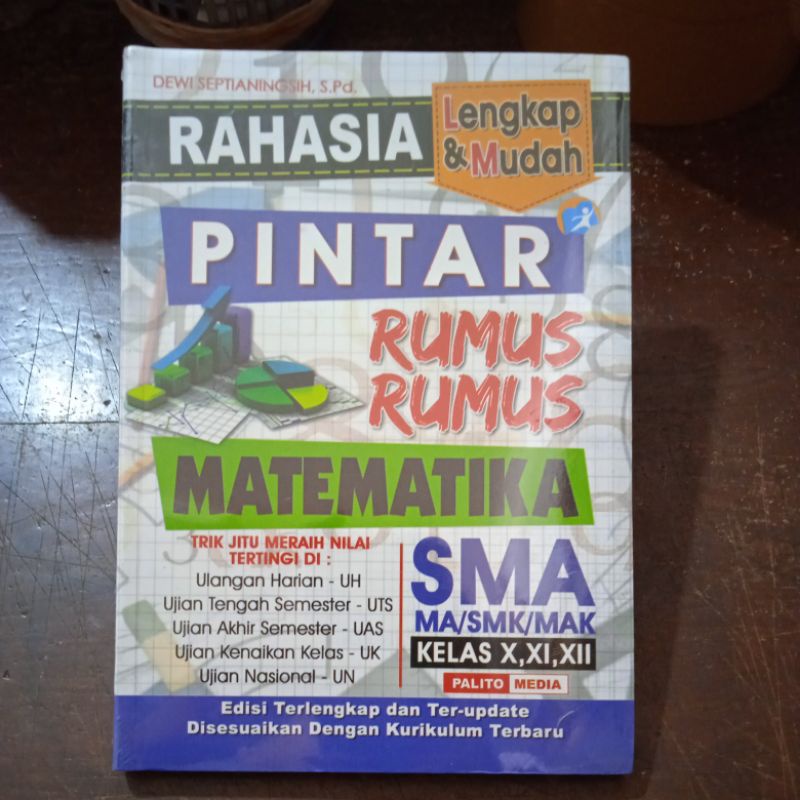 DEWI SEPTIANINGSIH, S.Pd.
RAHASIA
Lengkap
&Mudah
PINTAR
RUMUS
RUMUS
MATEMATIKA
TRIK JITU MERAIH NILAI
TERTINGI DI :
Ulangan Harian - UH
Ujian Tengah Semester - UTS
Ujian Akhir Semester - UAS
Ujian Kenaikan Kelas - UK
Ujian Nasional - UN
SMA
MA/SMK/MAK
KELAS X,XI,XII
PALITO MEDIA
Edisi Terlengkap dan Ter-update
Disesuaikan Dengan Kurikulum Terbaru